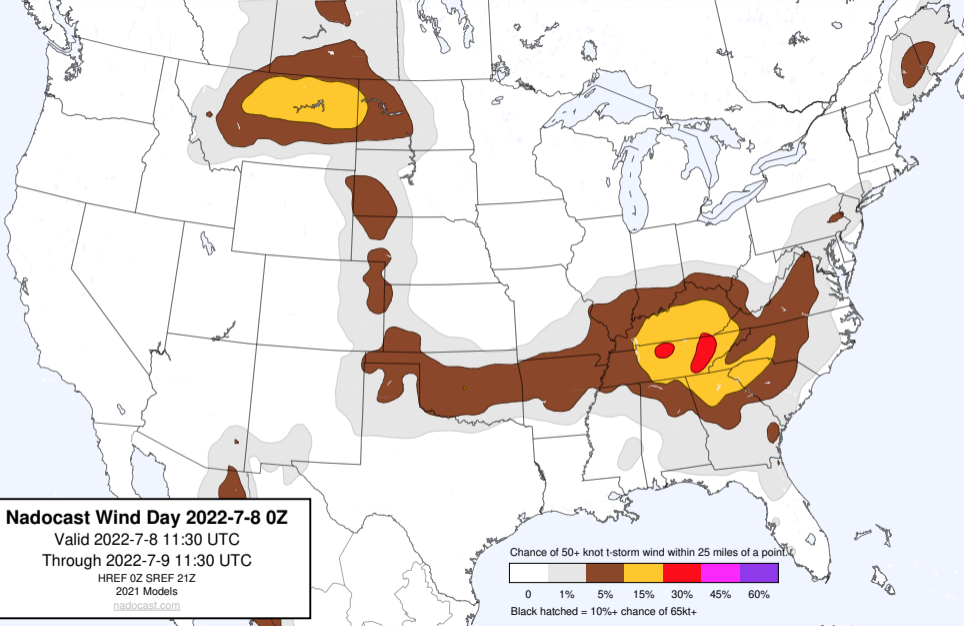 Nadocast Wind Day 2022-7-8 0Z
Valid 2022-7-8 11:30 UTC
Through 2022-7-9 11:30 UTC
HREF 0Z SREF 21Z
2021 Models
nadocast.com
Chance of 50+ knot t-storm wind within 25 miles of a point.
0 1% 5% 15% 30% 45% 60%
Black hatched = 10%+ chance of 65kt+